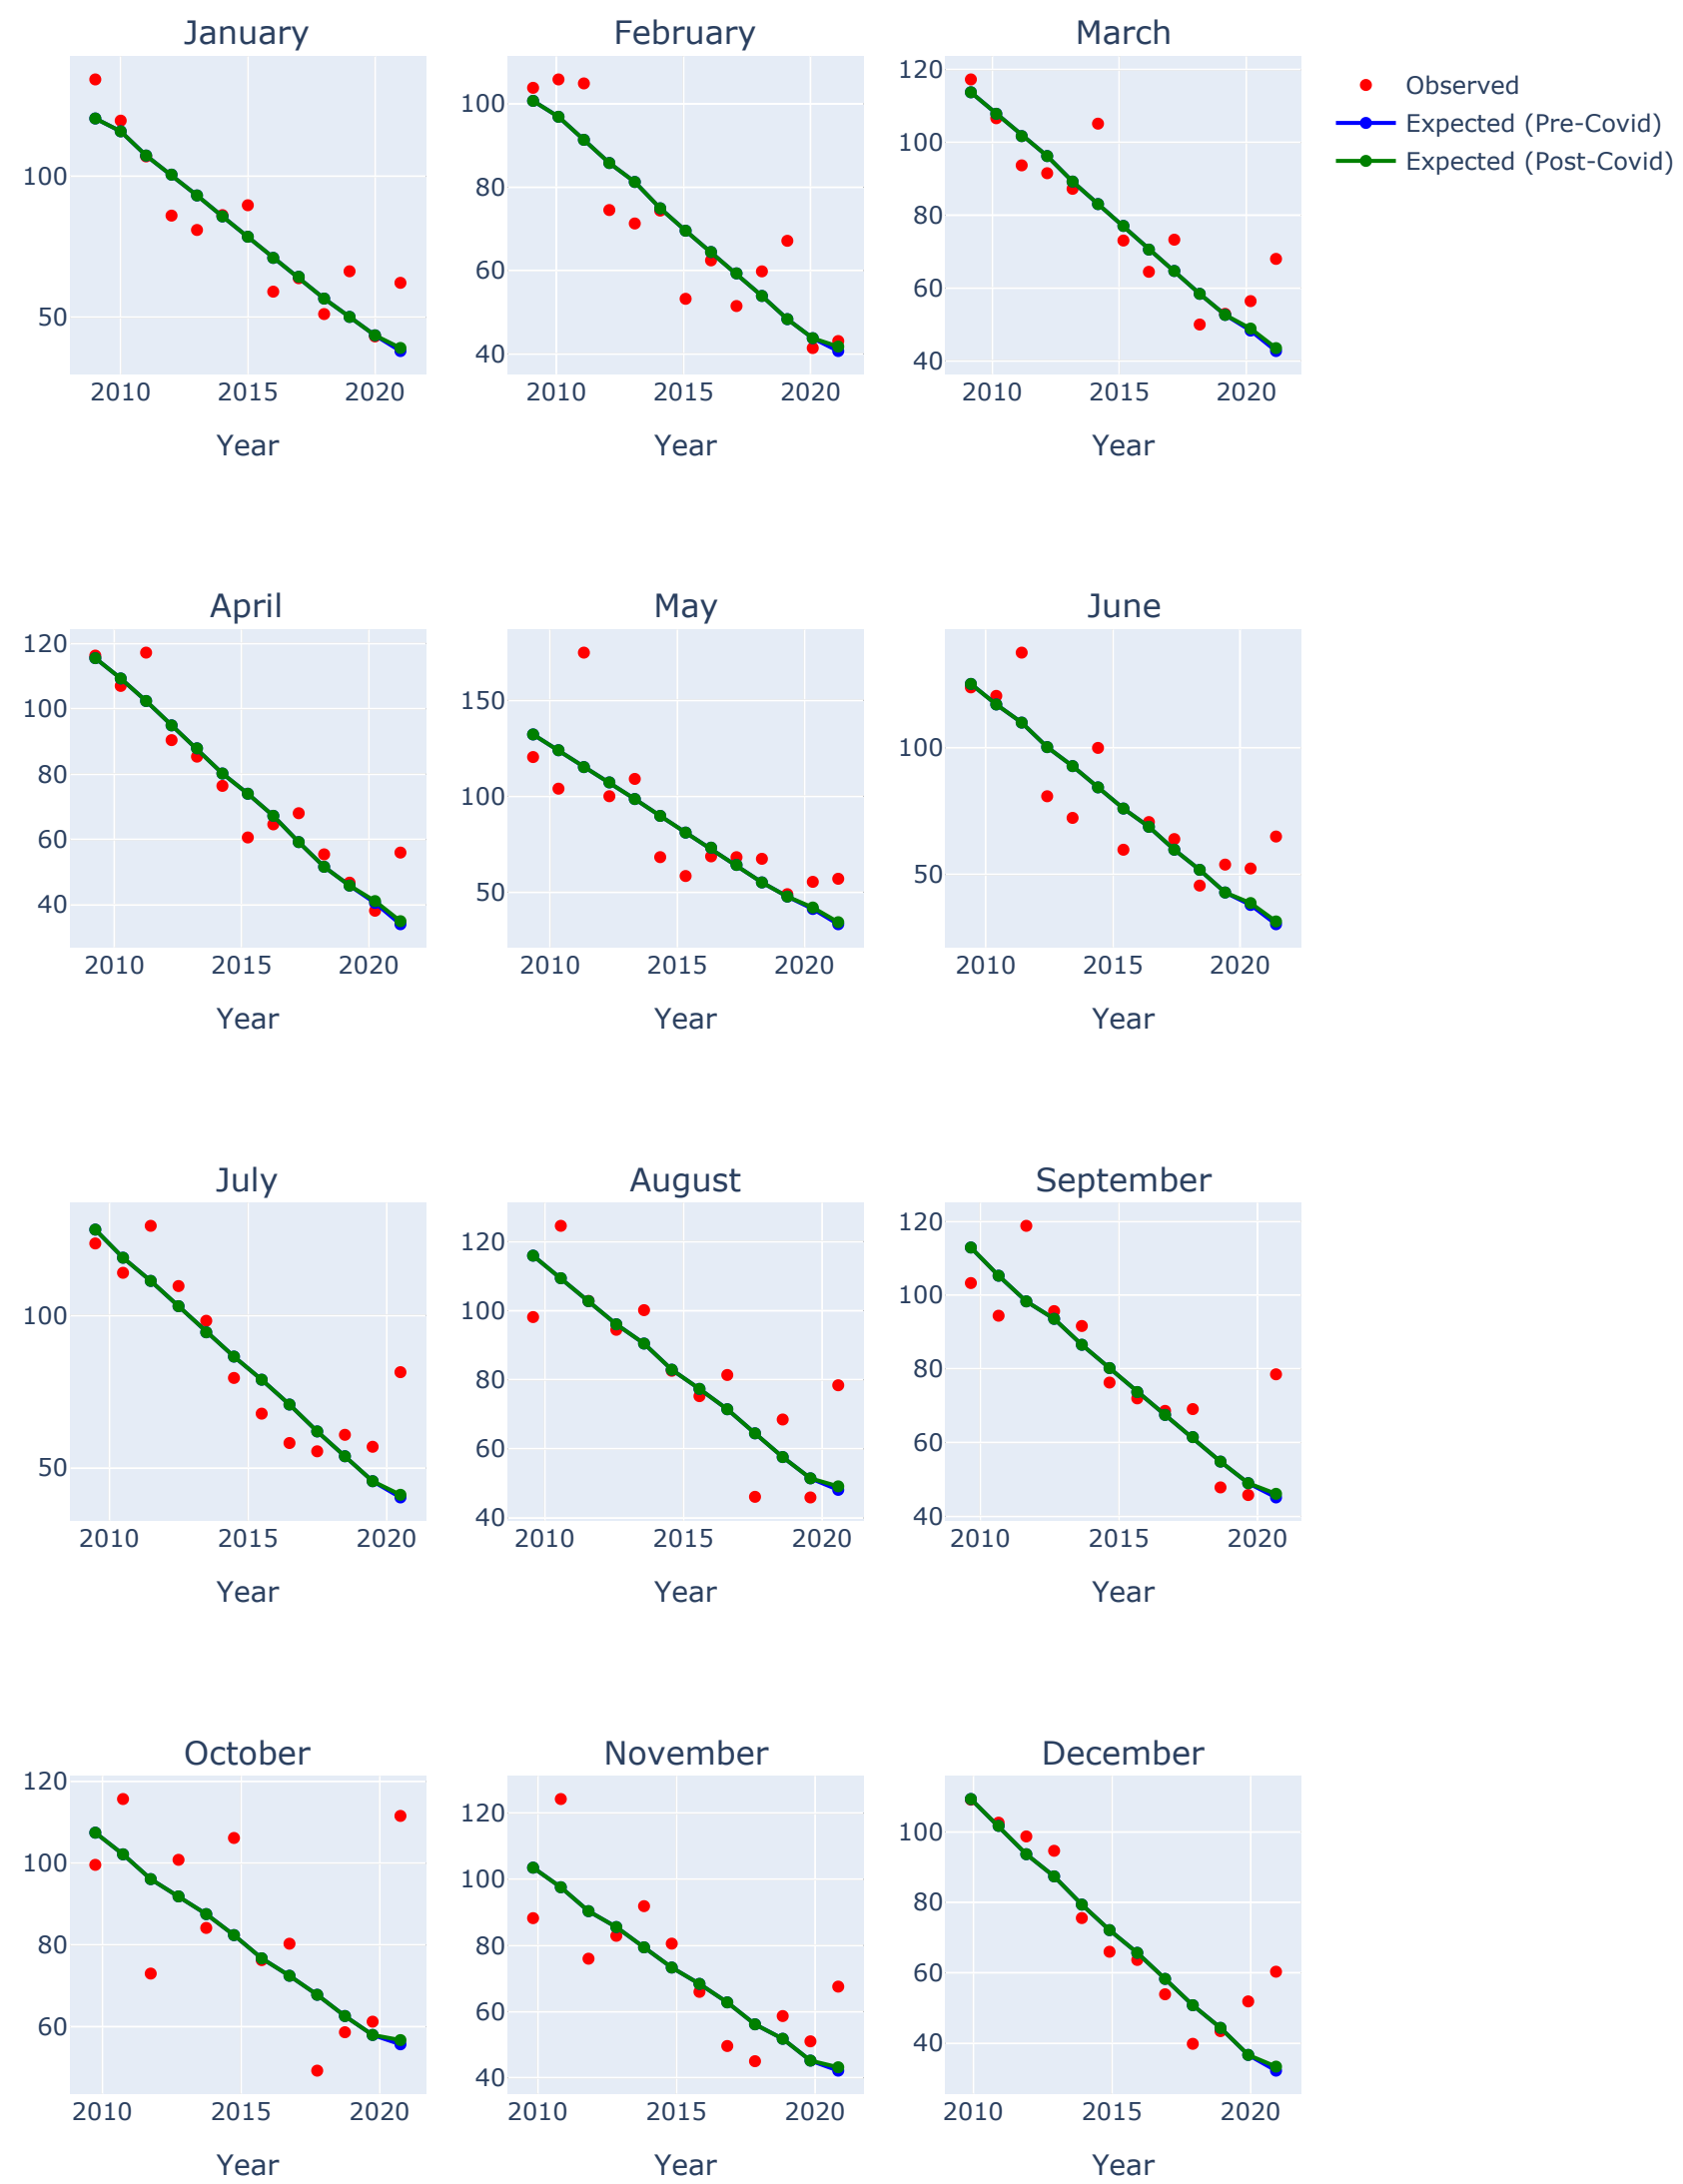 January
February
March
120
100
80
60
40
100
80
60
40
100
50
2010 2015 2020
2010 2015 2020
2010 2015 2020
Year
Year
Year
Observed
Expected (Pre-Covid)
Expected (Post-Covid)
April
May
June
120
100
80
60
40
150
100
50
100
50
2010 2015 2020
2010 2015 2020
2010 2015 2020
Year
Year
Year
July
August
September
100
50
120
100
80
60
40
120
100
80
60
40
2010 2015 2020
2010 2015 2020
2010 2015 2020
Year
Year
Year
October
November
December
120
100
80
60
120
100
80
60
40
100
80
60
40
2010 2015 2020
2010 2015 2020
2010 2015 2020
Year
Year
Year